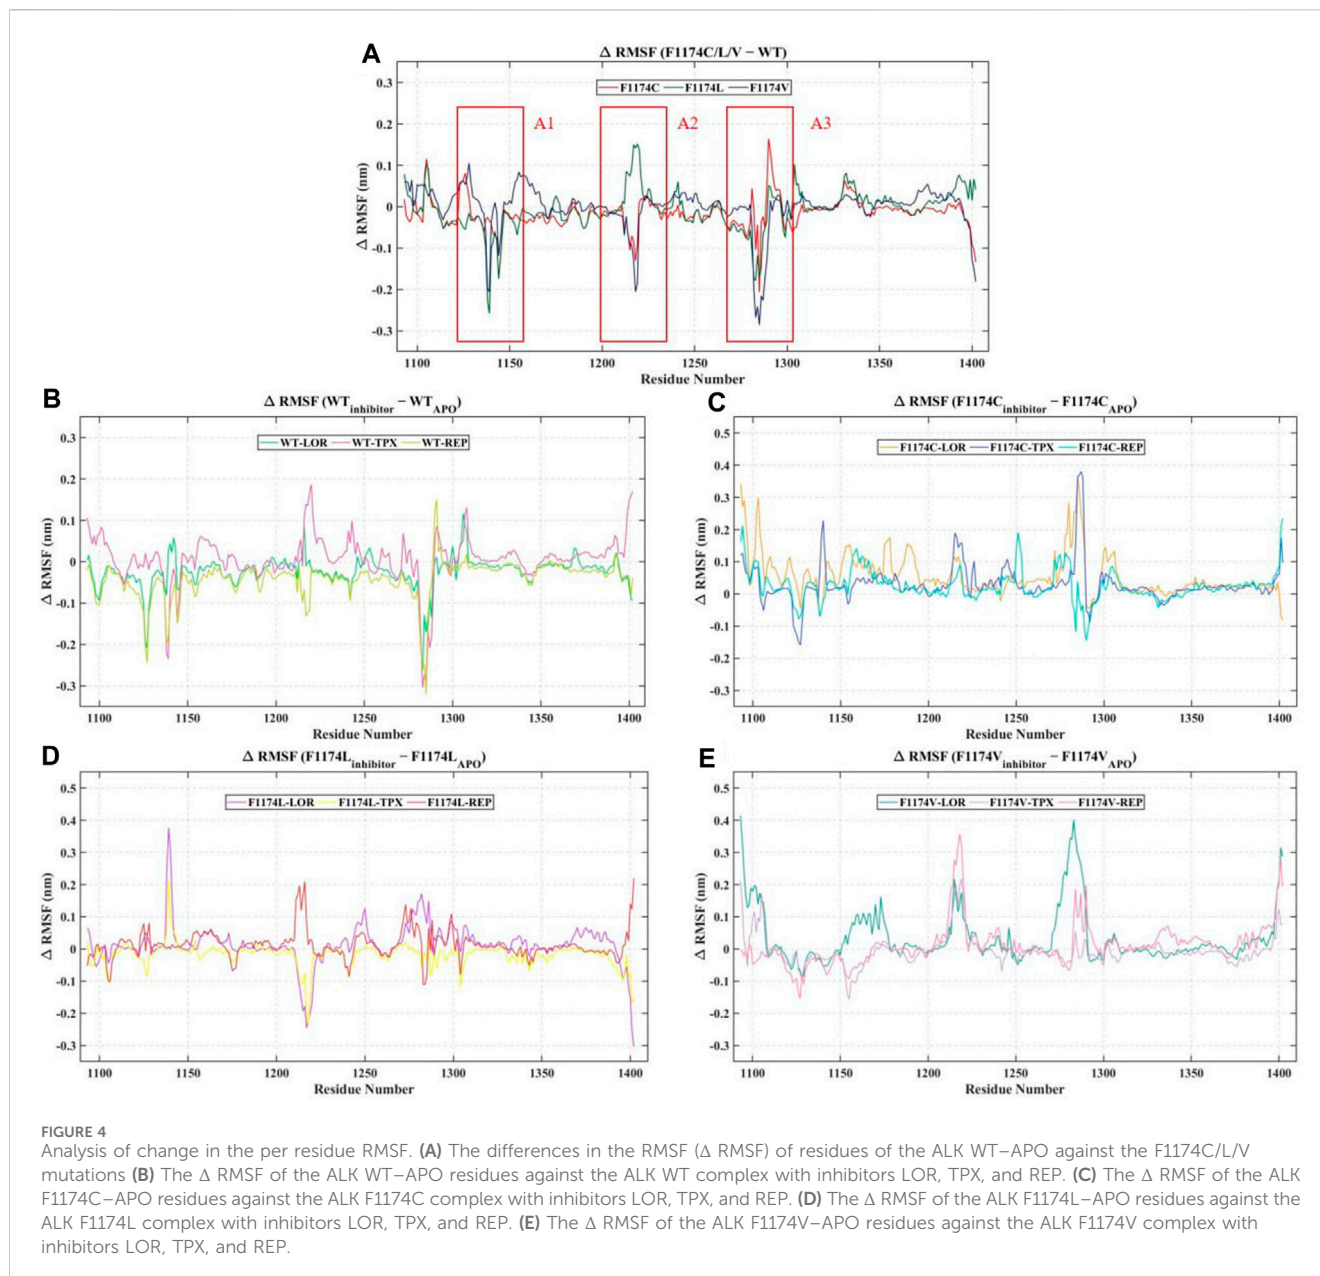 A
Δ RMSF (F1174C/L/V − WT)
F1174C F1174L F1174V
A1
A2
A3
0.3
0.2
0.1
0
-0.1
-0.2
-0.3
Δ RMSF (nm)
1100 1150 1200 1250 1300 1350 1400
Residue Number
B
Δ RMSF (WTinhibitor − WTAPO)
WT-LOR WT-TPX WT-REP
0.3
0.2
0.1
0
-0.1
-0.2
-0.3
Δ RMSF (nm)
1100 1150 1200 1250 1300 1350 1400
Residue Number
C
Δ RMSF (F1174Cinhibitor − F1174CAPO)
F1174C-LOR F1174C-TPX F1174C-REP
0.5
0.4
0.3
0.2
0.1
0
-0.1
-0.2
-0.3
Δ RMSF (nm)
1100 1150 1200 1250 1300 1350 1400
Residue Number
D
Δ RMSF (F1174Linhibitor − F1174LAPO)
F1174L-LOR F1174L-TPX F1174L-REP
0.5
0.4
0.3
0.2
0.1
0
-0.1
-0.2
-0.3
Δ RMSF (nm)
1100 1150 1200 1250 1300 1350 1400
Residue Number
E
Δ RMSF (F1174Vinhibitor − F1174VAPO)
F1174V-LOR F1174V-TPX F1174V-REP
0.5
0.4
0.3
0.2
0.1
0
-0.1
-0.2
-0.3
Δ RMSF (nm)
1100 1150 1200 1250 1300 1350 1400
Residue Number
FIGURE 4
Analysis of change in the per residue RMSF. (A) The differences in the RMSF (Δ RMSF) of residues of the ALK WT–APO against the F1174C/L/V
mutations (B) The Δ RMSF of the ALK WT–APO residues against the ALK WT complex with inhibitors LOR, TPX, and REP. (C) The Δ RMSF of the ALK
F1174C–APO residues against the ALK F1174C complex with inhibitors LOR, TPX, and REP. (D) The Δ RMSF of the ALK F1174L–APO residues against the
ALK F1174L complex with inhibitors LOR, TPX, and REP. (E) The Δ RMSF of the ALK F1174V–APO residues against the ALK F1174V complex with
inhibitors LOR, TPX, and REP.